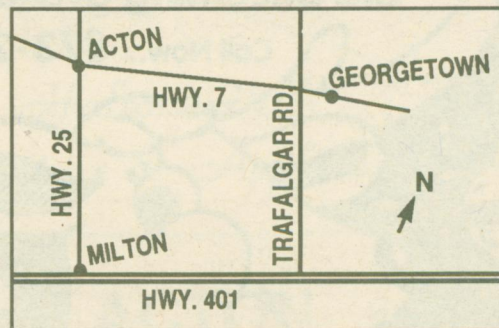 ACTON
GEORGETOWN
HWY. 7
HWY. 25
TRAFALGAR RD.
N
MILTON
HWY. 401